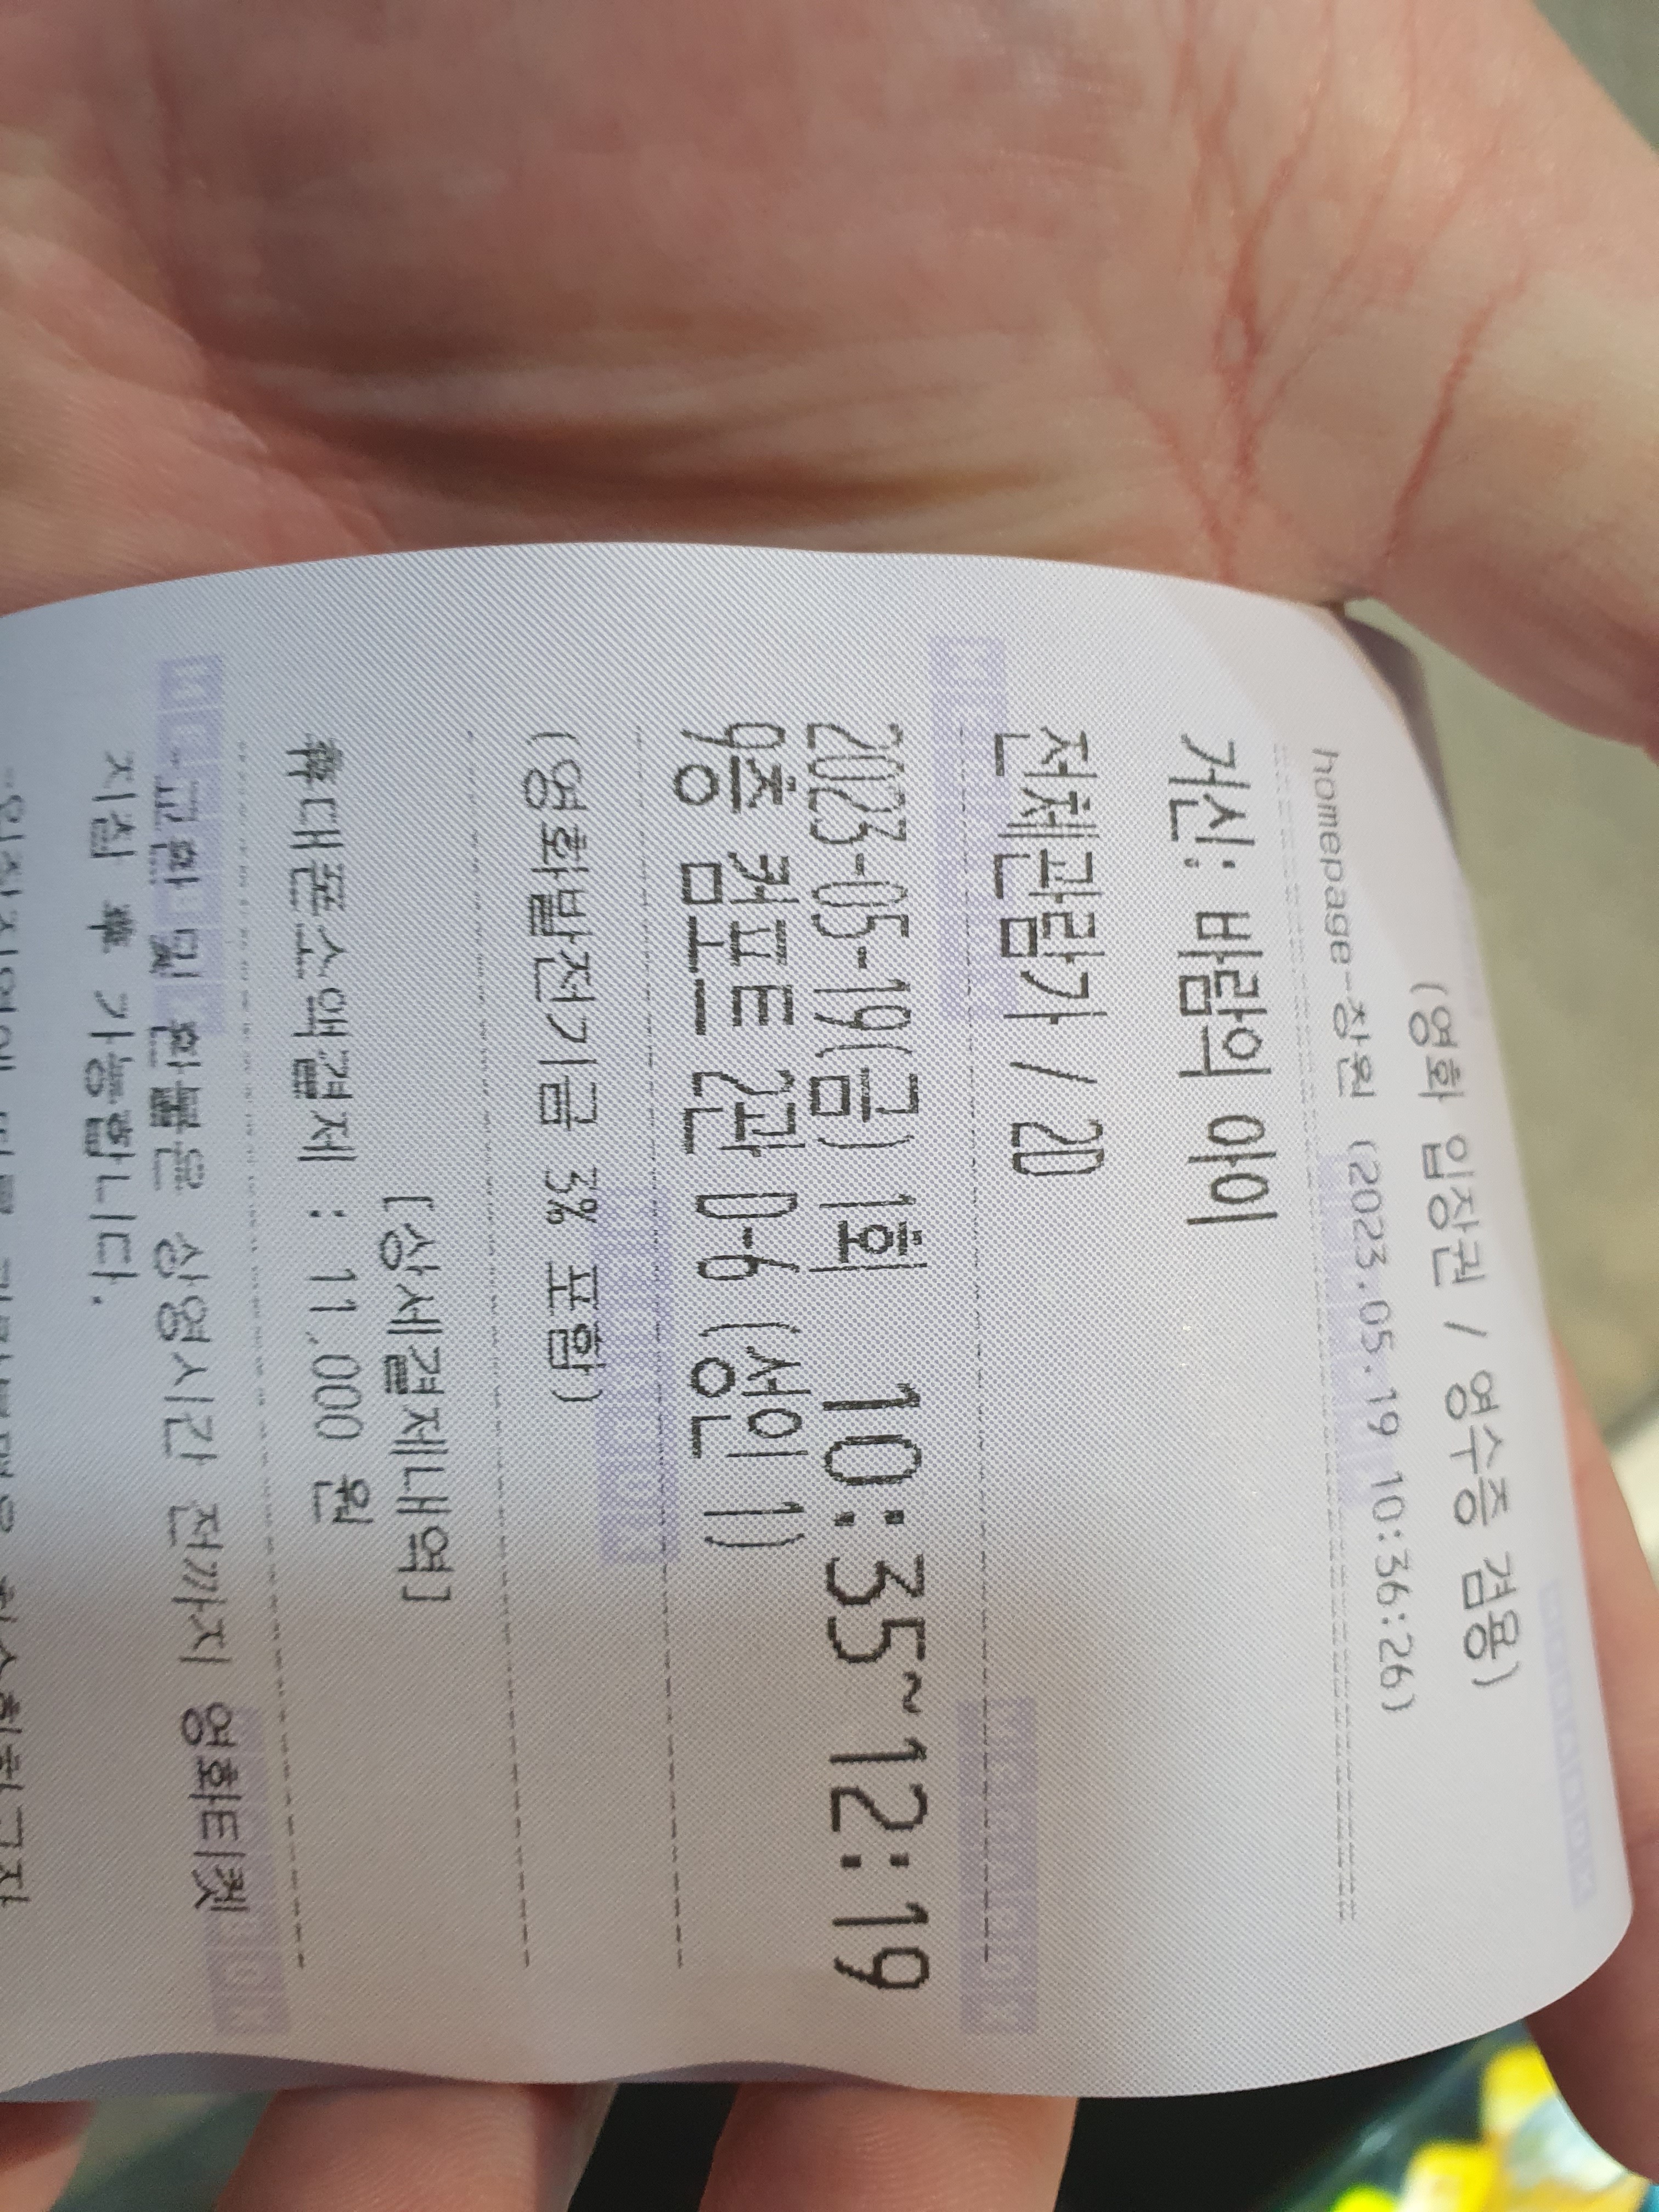 (영화 입장권 / 영수증 겸용)
homepage-창원 (2023.05.19 10:36:26)
거신: 바람의 아이
전체관람가 / 2D
2023-05-19(금) 1회 10:35~12:19
9층 컴포트 2관 D-6 (성인 1)
(영화발전기금 3% 포함)
[상세결제내역]
휴대폰소액결제 : 11,000 원
-교환 및 환불은 상영시간 전까지 영화티켓
지참 후 가능합니다.